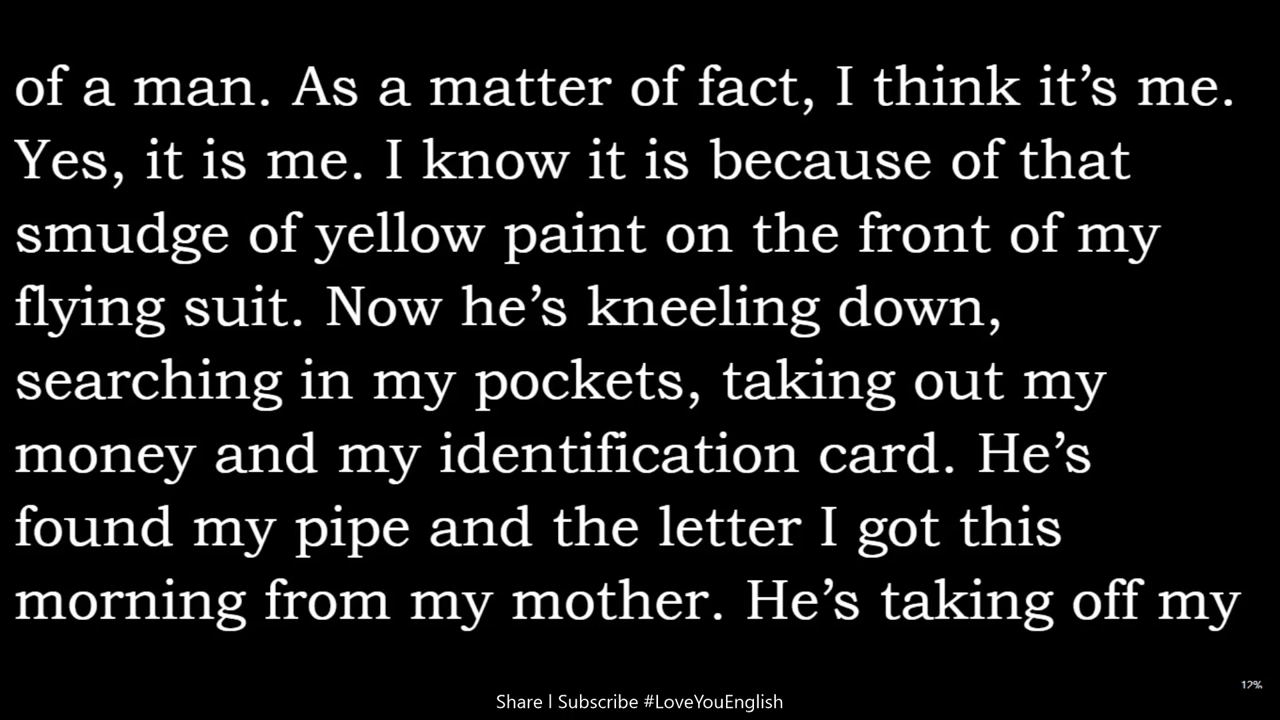 of a man. As a matter of fact, I think it’s me.
Yes, it is me. I know it is because of that
smudge of yellow paint on the front of my
flying suit. Now he’s kneeling down,
searching in my pockets, taking out my
money and my identification card. He’s
found my pipe and the letter I got this
morning from my mother. He’s taking off my
12%
Share | Subscribe #LoveYouEnglish